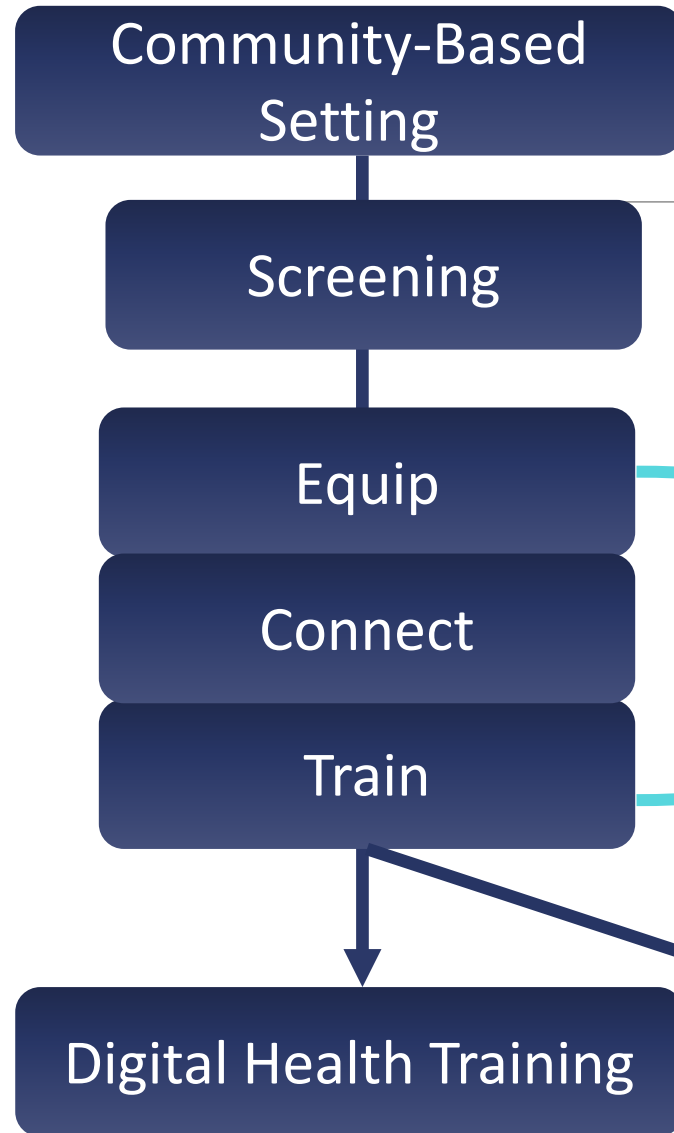 Community-Based
Setting
Screening
Equip
Connect
Train
Digital Health Training